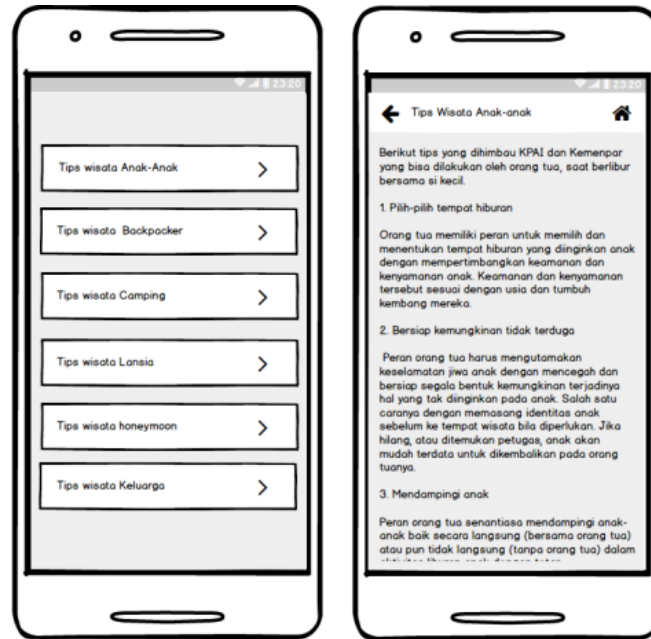 23:20
Tips wisata Anak-Anak
Tips wisata Backpacker
Tips wisata Camping
Tips wisata Lansia
Tips wisata honeymoon
Tips wisata Keluarga
23:20
Tips Wisata Anak-anak
Berikut tips yang dihimbau KPAI dan Kemenpar
yang bisa dilakukan oleh orang tua, saat berlibur
bersama si kecil.
1. Pilih-pilih tempat hiburan
Orang tua memiliki peran untuk memilih dan
menentukan tempat hiburan yang diinginkan anak
dengan mempertimbangkan keamanan dan
kenyamanan anak. Keamanan dan kenyamanan
tersebut sesuai dengan usia dan tumbuh
kembang mereka.
2. Bersiap kemungkinan tidak terduga
Peran orang tua harus mengutamakan
keselamatan jiwa anak dengan mencegah dan
bersiap segala bentuk kemungkinan terjadinya
hal yang tak diinginkan pada anak. Salah satu
caranya dengan memasang identitas anak
sebelum ke tempat wisata bila diperlukan. Jika
hilang, atau ditemukan petugas, anak akan
mudah terdata untuk dikembalikan pada orang
tuanya.
3. Mendampingi anak
Peran orang tua senantiasa mendampingi anak-
anak baik secara langsung (bersama orang tua)
atau pun tidak langsung (tanpa orang tua) dalam